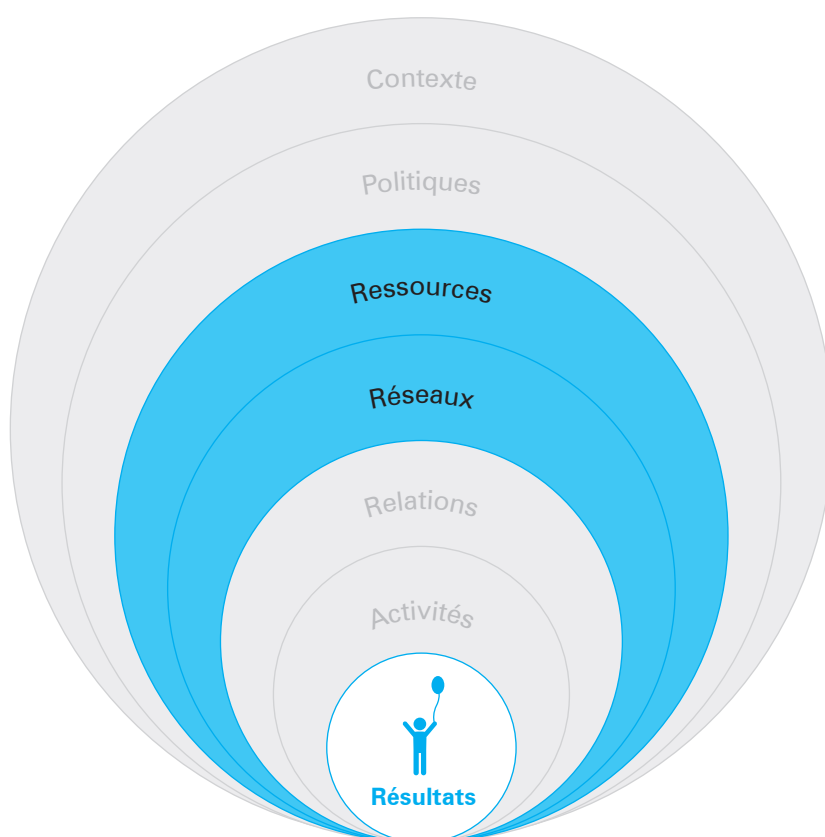 Contexte
Politiques
Ressources
Réseaux
Relations
Activités
Résultats